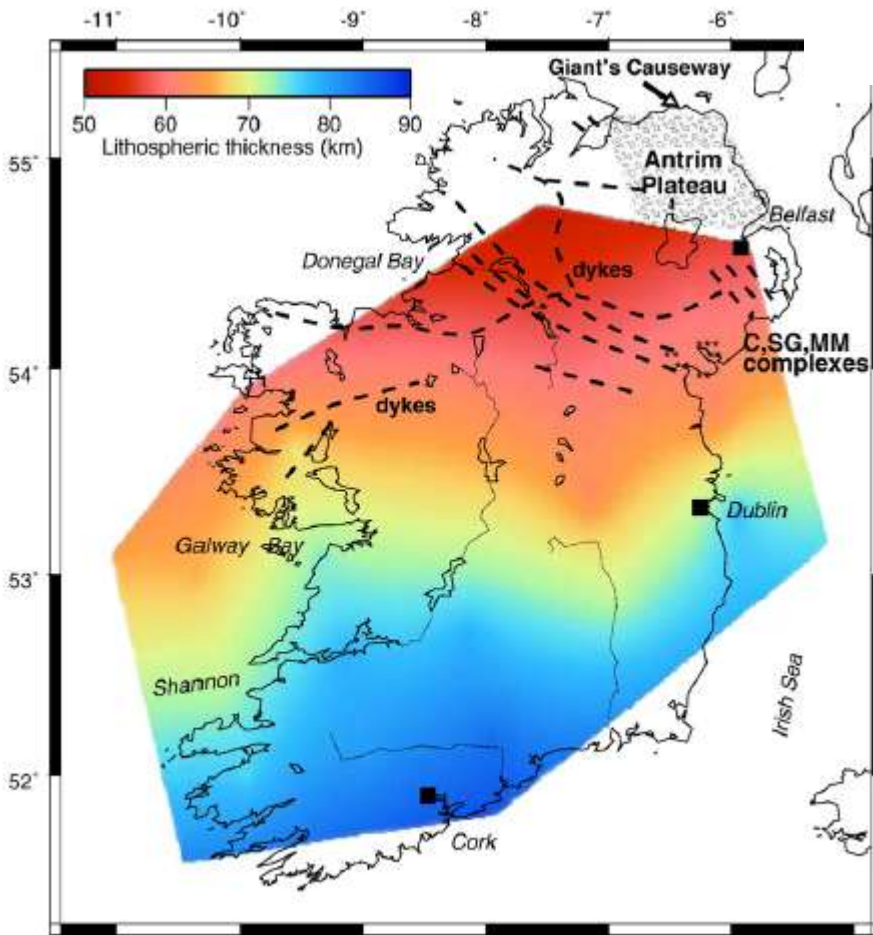 -11° -10° -9° -8° -7° -6°
Giant's Causeway
50 60 70 80 90
Lithospheric thickness (km)
55°
Antrim
Plateau
Belfast
Donegal Bay
dykes
C,SG,MM
complexes
54°
dykes
Dublin
Galway Bay
53°
Shannon
Irish Sea
52°
Cork